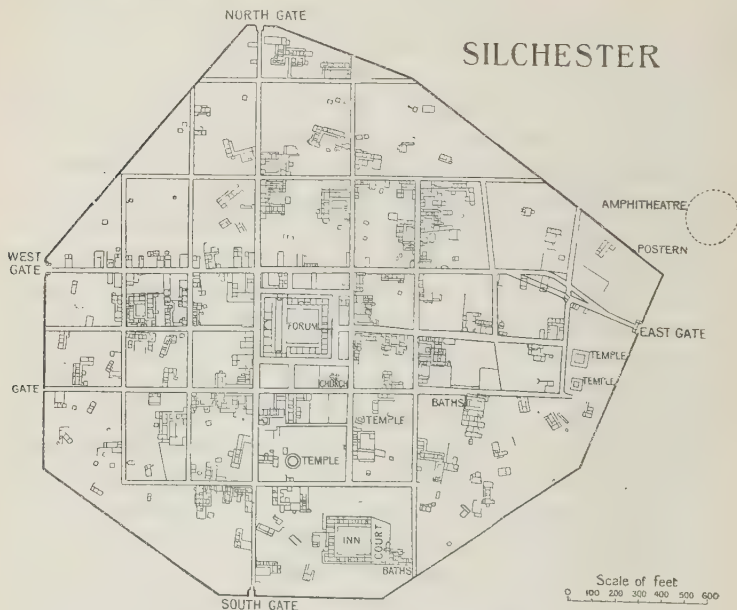 NORTH GATE
SILCHESTER
AMPHITHEATRE
POSTERN
WEST
GATE
FORUM
EAST GATE
TEMPLE
CHURCH
TEMPLE
GATE
BATHS
TEMPLE
TEMPLE
INN
COURT
BATHS
SOUTH GATE
Scale of feet
0 100 200 300 400 500 600